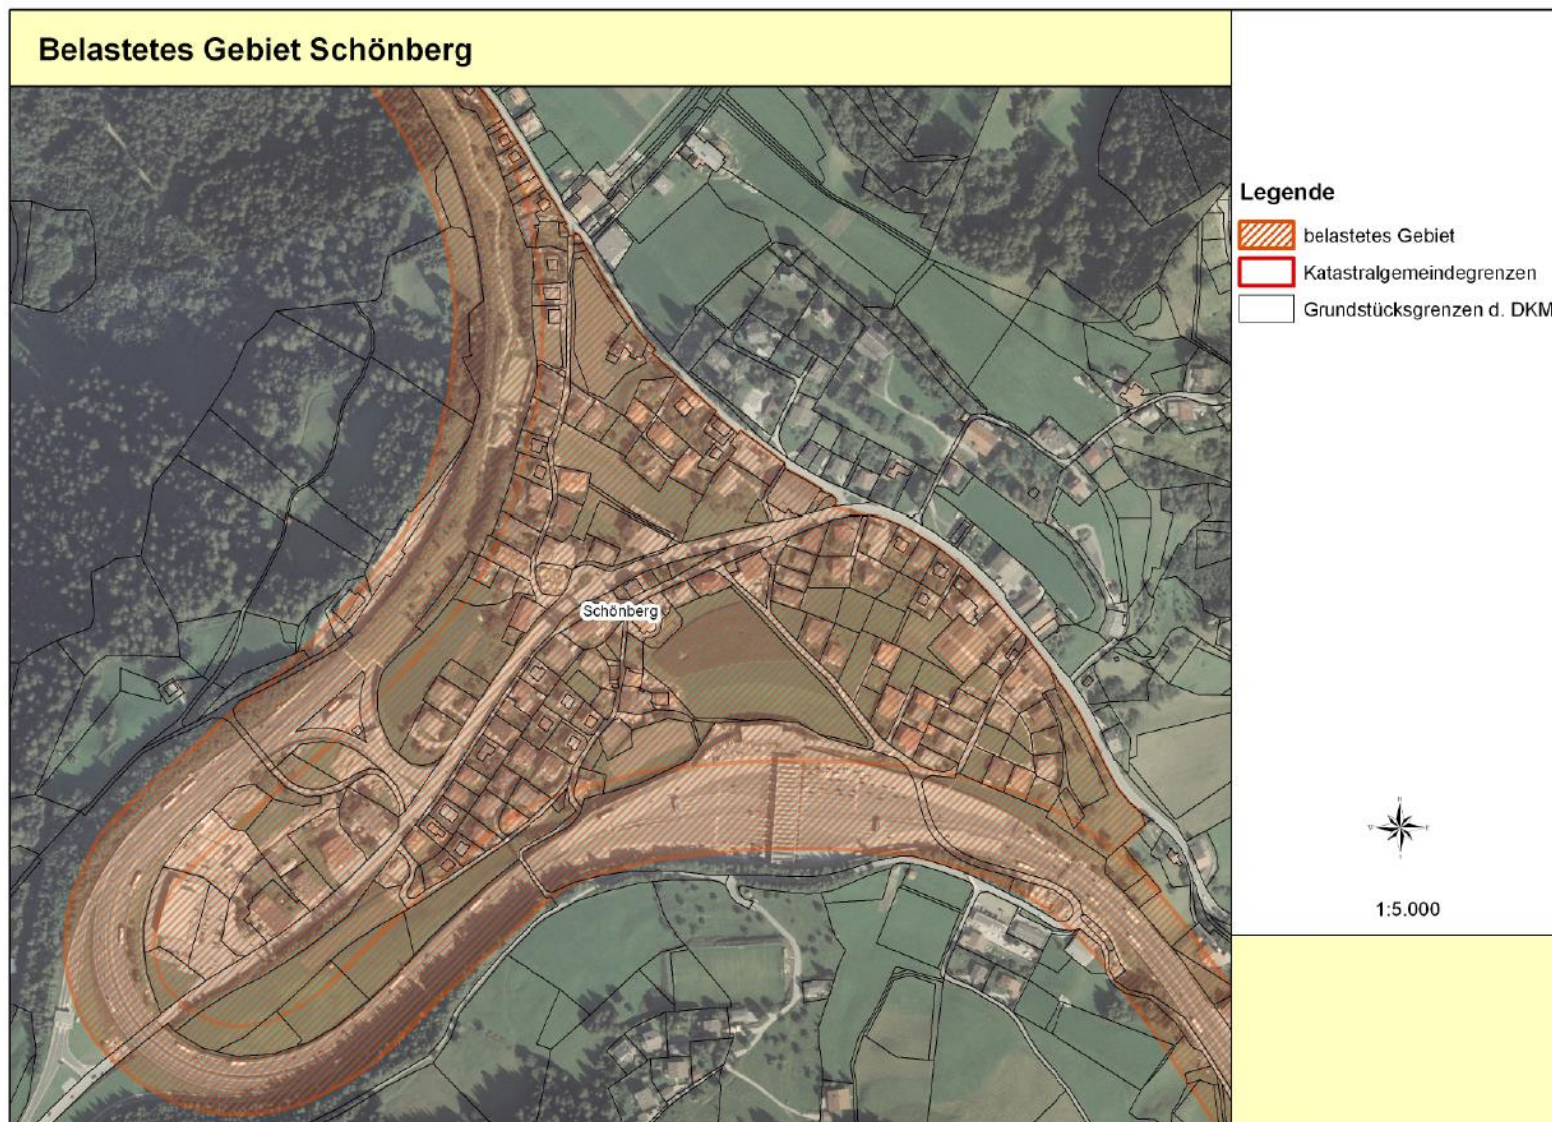 Belastetes Gebiet Schönberg
Legende
belastetes Gebiet
Katastralgemeindegrenzen
Grundstücksgrenzen d. DKM
Schönberg
1:5.000